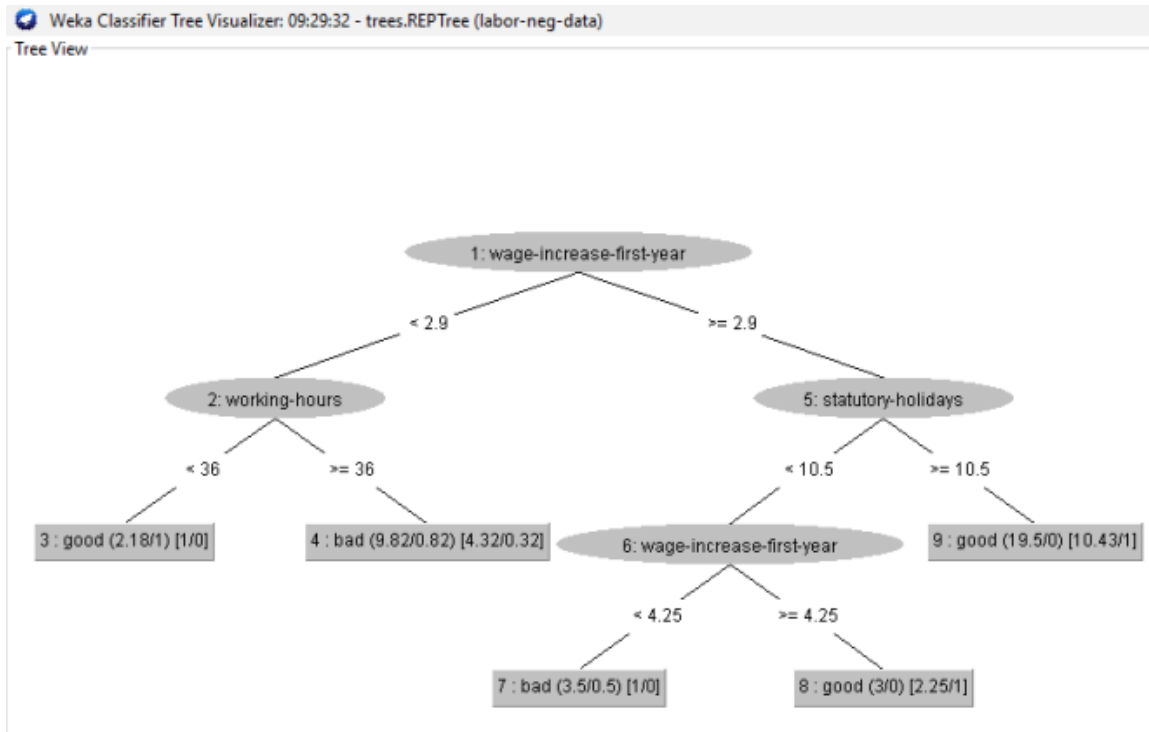 Weka Classifier Tree Visualizer: 09:29:32 - trees.REPTree (labor-neg-data)
Tree View
1: wage-increase-first-year
< 2.9
>= 2.9
2: working-hours
5: statutory-holidays
< 36
>= 36
< 10.5
>= 10.5
3 : good (2.18/1) [1/0]
4 : bad (9.82/0.82) [4.32/0.32]
6: wage-increase-first-year
9 : good (19.5/0) [10.43/1]
< 4.25
>= 4.25
7 : bad (3.5/0.5) [1/0]
8 : good (3/0) [2.25/1]